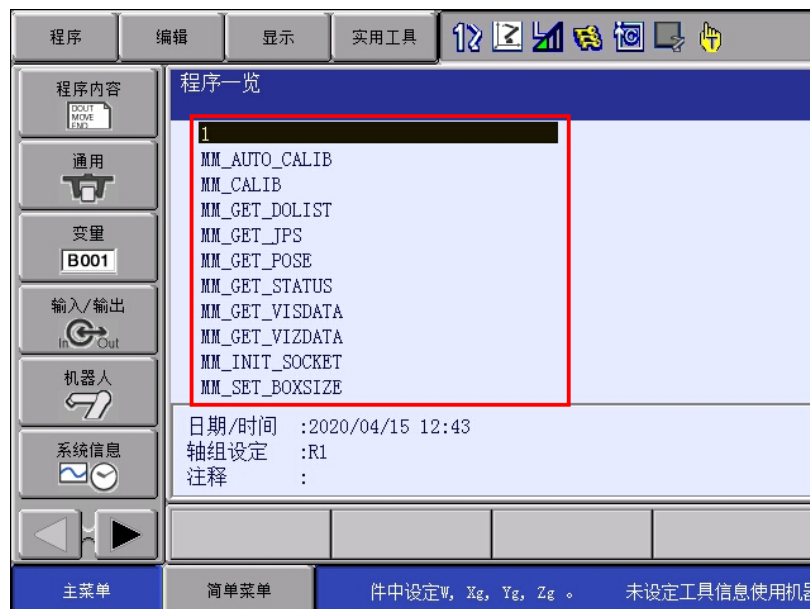 程序
编辑
显示
实用工具
程序内容
DOUT
MOVE
END
通用
变量
B001
输入/输出
In Out
机器人
系统信息
程序一览
1
MM_AUTO_CALIB
MM_CALIB
MM_GET_DOLIST
MM_GET_JPS
MM_GET_POSE
MM_GET_STATUS
MM_GET_VISDATA
MM_GET_VIZDATA
MM_INIT_SOCKET
MM_SET_BOXSIZE
日期/时间 :2020/04/15 12:43
轴组设定 :R1
注释 :
主菜单
简单菜单
件中设定W, Xg, Yg, Zg 。 未设定工具信息使用机器